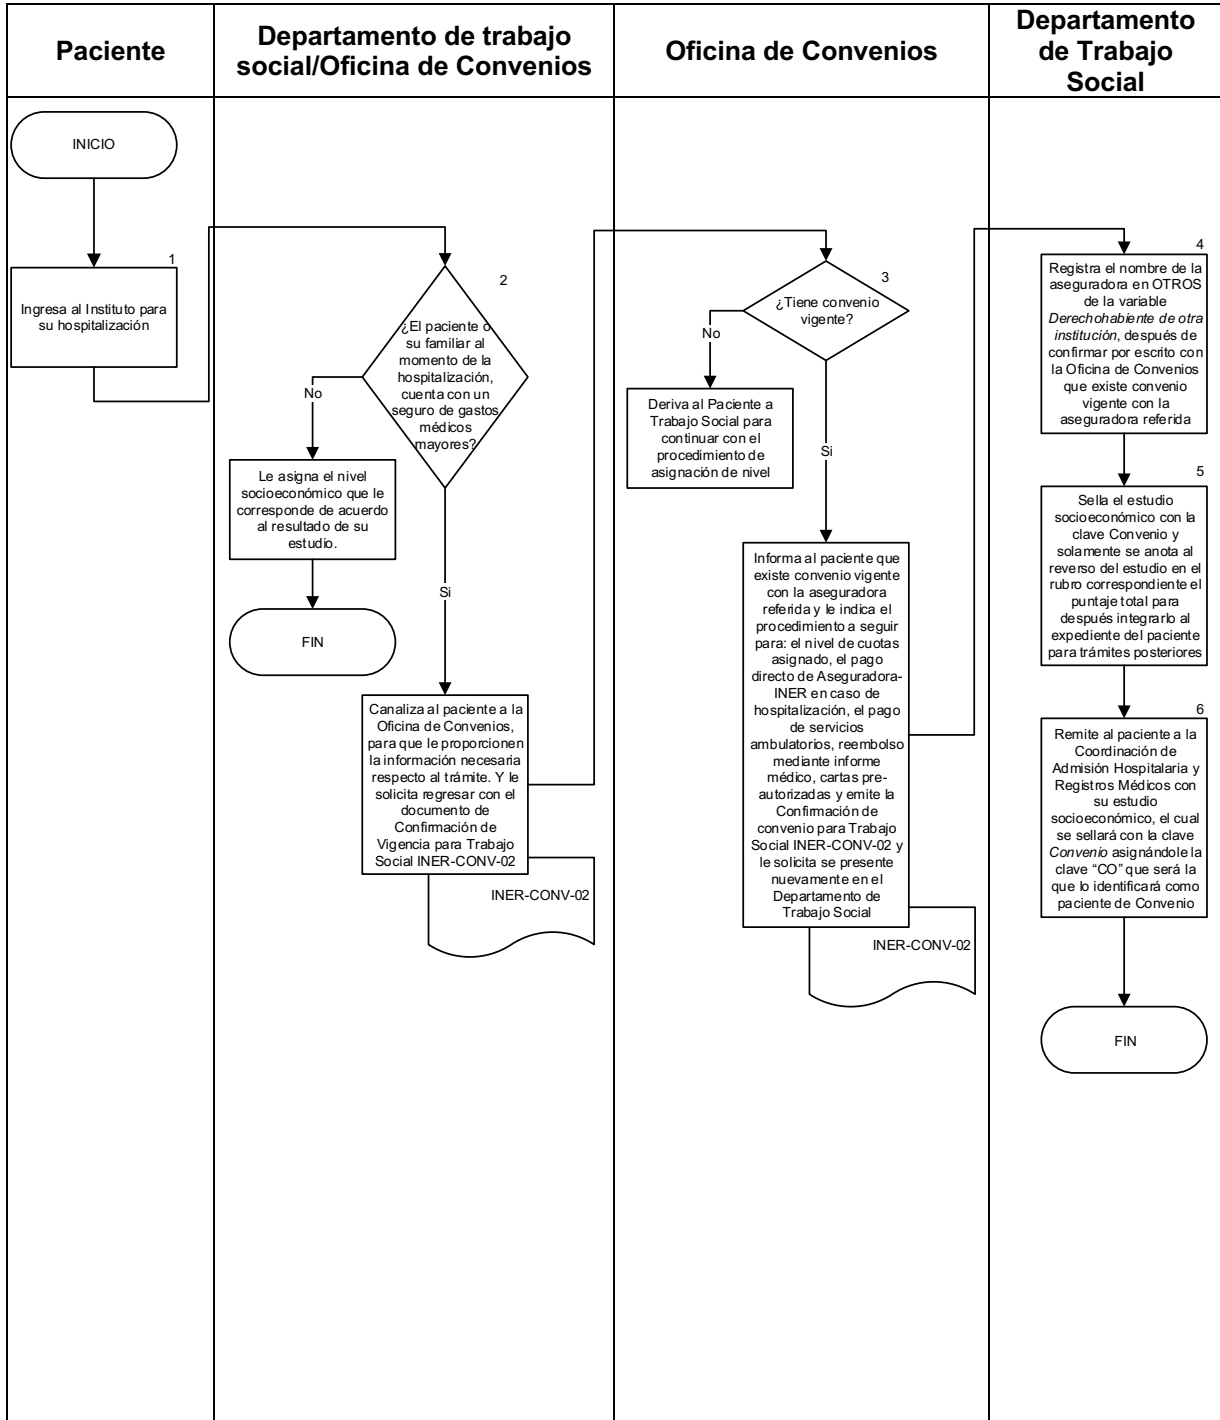 Paciente
Departamento de trabajo
social/Oficina de Convenios
Oficina de Convenios
Departamento
de Trabajo
Social
INICIO
1
Ingresa al Instituto para
su hospitalización
2
¿El paciente o
su familiar al
momento de la
hospitalización,
cuenta con un
seguro de gastos
médicos
mayores?
No
Le asigna el nivel
socioeconómico que le
corresponde de acuerdo
al resultado de su
estudio.
FIN
Si
Canaliza al paciente a la
Oficina de Convenios,
para que le proporcionen
la información necesaria
respecto al trámite. Y le
solicita regresar con el
documento de
Confirmación de
Vigencia para Trabajo
Social INER-CONV-02
INER-CONV-02
3
¿Tiene convenio
vigente?
No
Deriva al Paciente a
Trabajo Social para
continuar con el
procedimiento de
asignación de nivel
Si
Informa al paciente que
existe convenio vigente
con la aseguradora
referida y le indica el
procedimiento a seguir
para: el nivel de cuotas
asignado, el pago
directo de Aseguradora-
INER en caso de
hospitalización, el pago
de servicios
ambulatorios, reembolso
mediante informe
médico, cartas pre-
autorizadas y emite la
Confirmación de
convenio para Trabajo
Social INER-CONV-02 y
le solicita se presente
nuevamente en el
Departamento de
Trabajo Social
INER-CONV-02
4
Registra el nombre de la
aseguradora en OTROS
de la variable
Derechohabiente de otra
institución, después de
confirmar por escrito con
la Oficina de Convenios
que existe convenio
vigente con la
aseguradora referida
5
Sella el estudio
socioeconómico con la
clave Convenio y
solamente se anota al
reverso del estudio en el
rubro correspondiente el
puntaje total para
después integrarlo al
expediente del paciente
para trámites posteriores
6
Remite al paciente a la
Coordinación de
Admisión Hospitalaria y
Registros Médicos con
su estudio
socioeconómico, el cual
se sellará con la clave
Convenio asignándole la
clave “CO” que será la
que lo identificará como
paciente de Convenio
FIN